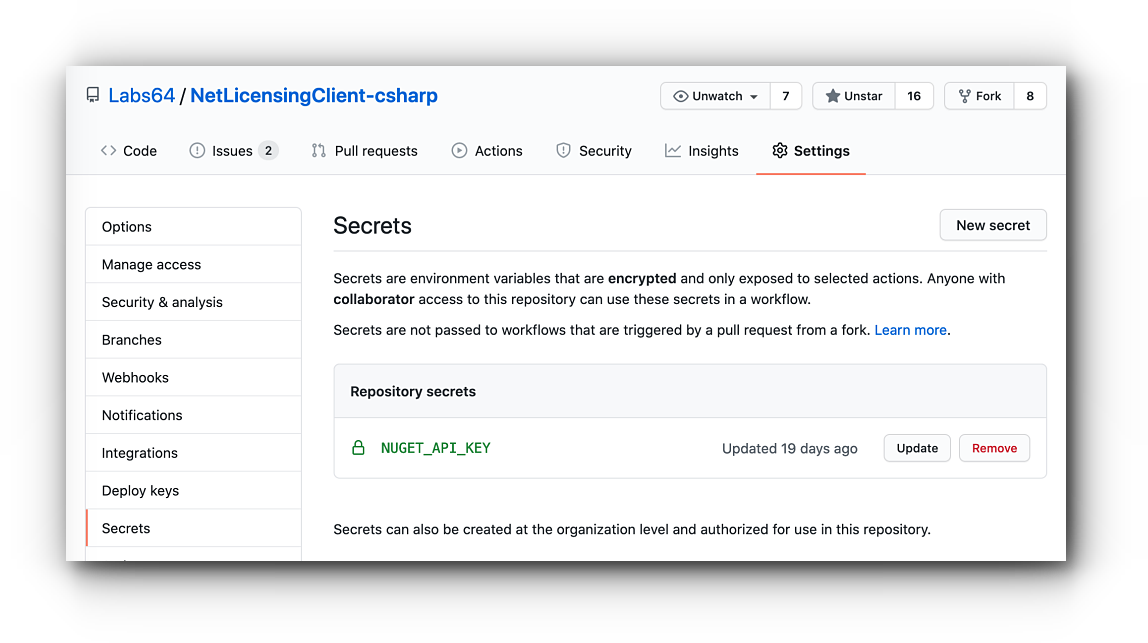 Labs64 / NetLicensingClient-csharp
Unwatch 7
Unstar 16
Fork 8
Code
Issues 2
Pull requests
Actions
Security
Insights
Settings
Options
Manage access
Security & analysis
Branches
Webhooks
Notifications
Integrations
Deploy keys
Secrets
Secrets
New secret
Secrets are environment variables that are encrypted and only exposed to selected actions. Anyone with
collaborator access to this repository can use these secrets in a workflow.
Secrets are not passed to workflows that are triggered by a pull request from a fork. Learn more.
Repository secrets
NUGET_API_KEY
Updated 19 days ago
Update
Remove
Secrets can also be created at the organization level and authorized for use in this repository.